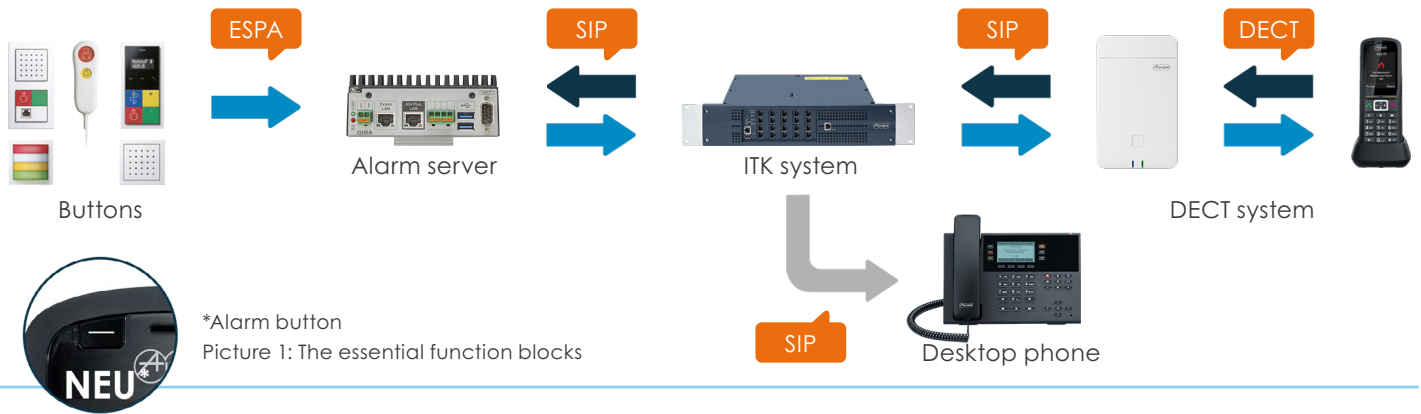 ESPA
SIP
SIP
DECT
GIRA
Alarm server
ITK system
Buttons
DECT system
SIP
Desktop phone
*Alarm button
Picture 1: The essential function blocks
NEU*